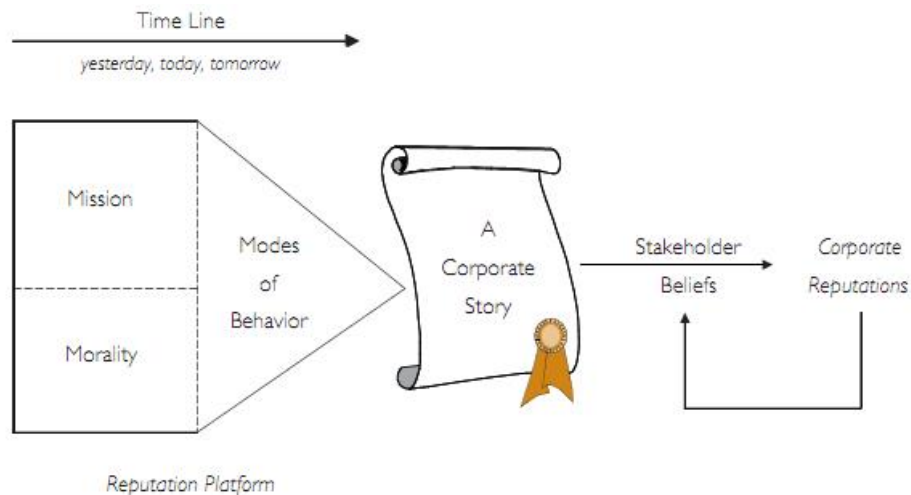 Time Line
yesterday, today, tomorrow
Mission
Morality
Modes
of
Behavior
A
Corporate
Story
Stakeholder
Beliefs
Corporate
Reputations
Reputation Platform